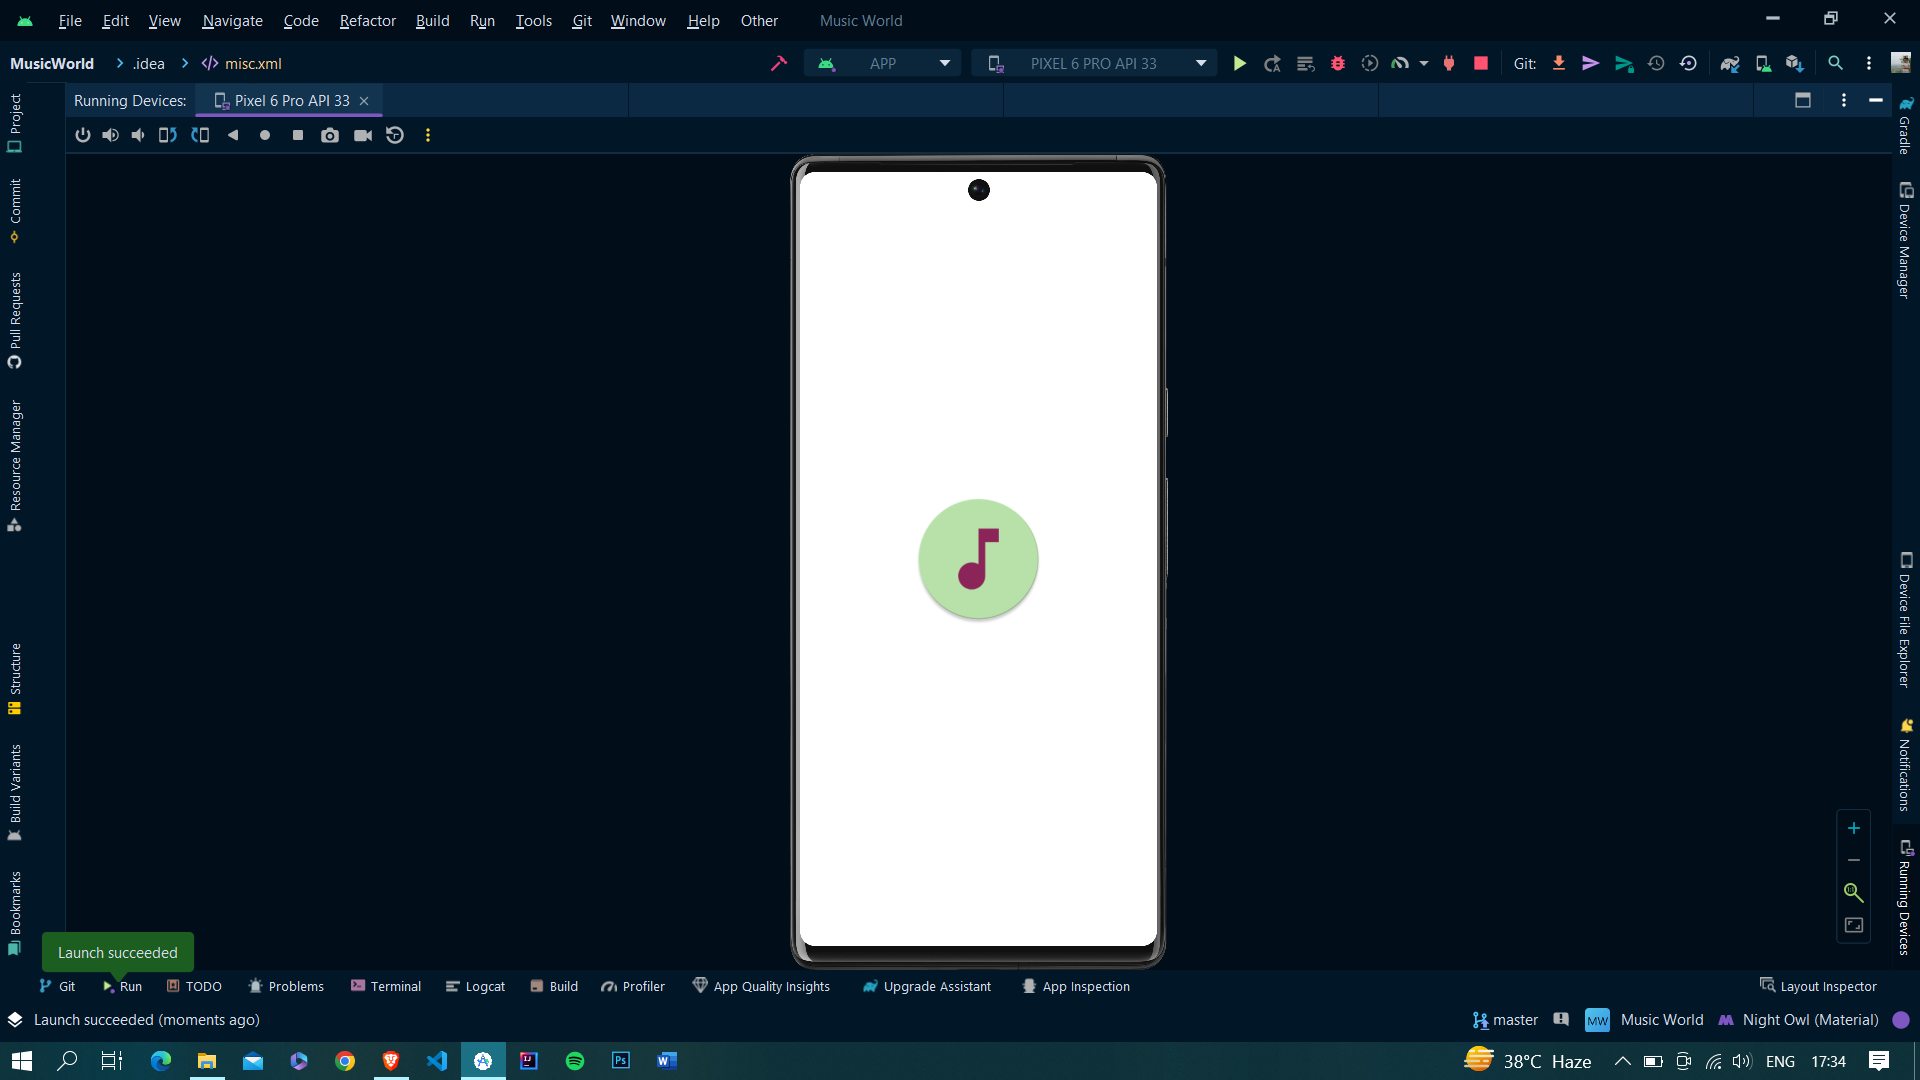 File Edit View Navigate Code Refactor Build Run Tools Git Window Help Other Music World
MusicWorld .idea misc.xml APP PIXEL 6 PRO API 33 Git:
Running Devices: Pixel 6 Pro API 33
Project
Commit
Pull Requests
Resource Manager
Structure
Build Variants
Bookmarks
Gradle
Device Manager
Device File Explorer
Notifications
Running Devices
1:1
Launch succeeded
Git Run TODO Problems Terminal Logcat Build Profiler App Quality Insights Upgrade Assistant App Inspection Layout Inspector
Launch succeeded (moments ago) master MW Music World Night Owl (Material)
IJ Ps W 38°C Haze ENG 17:34